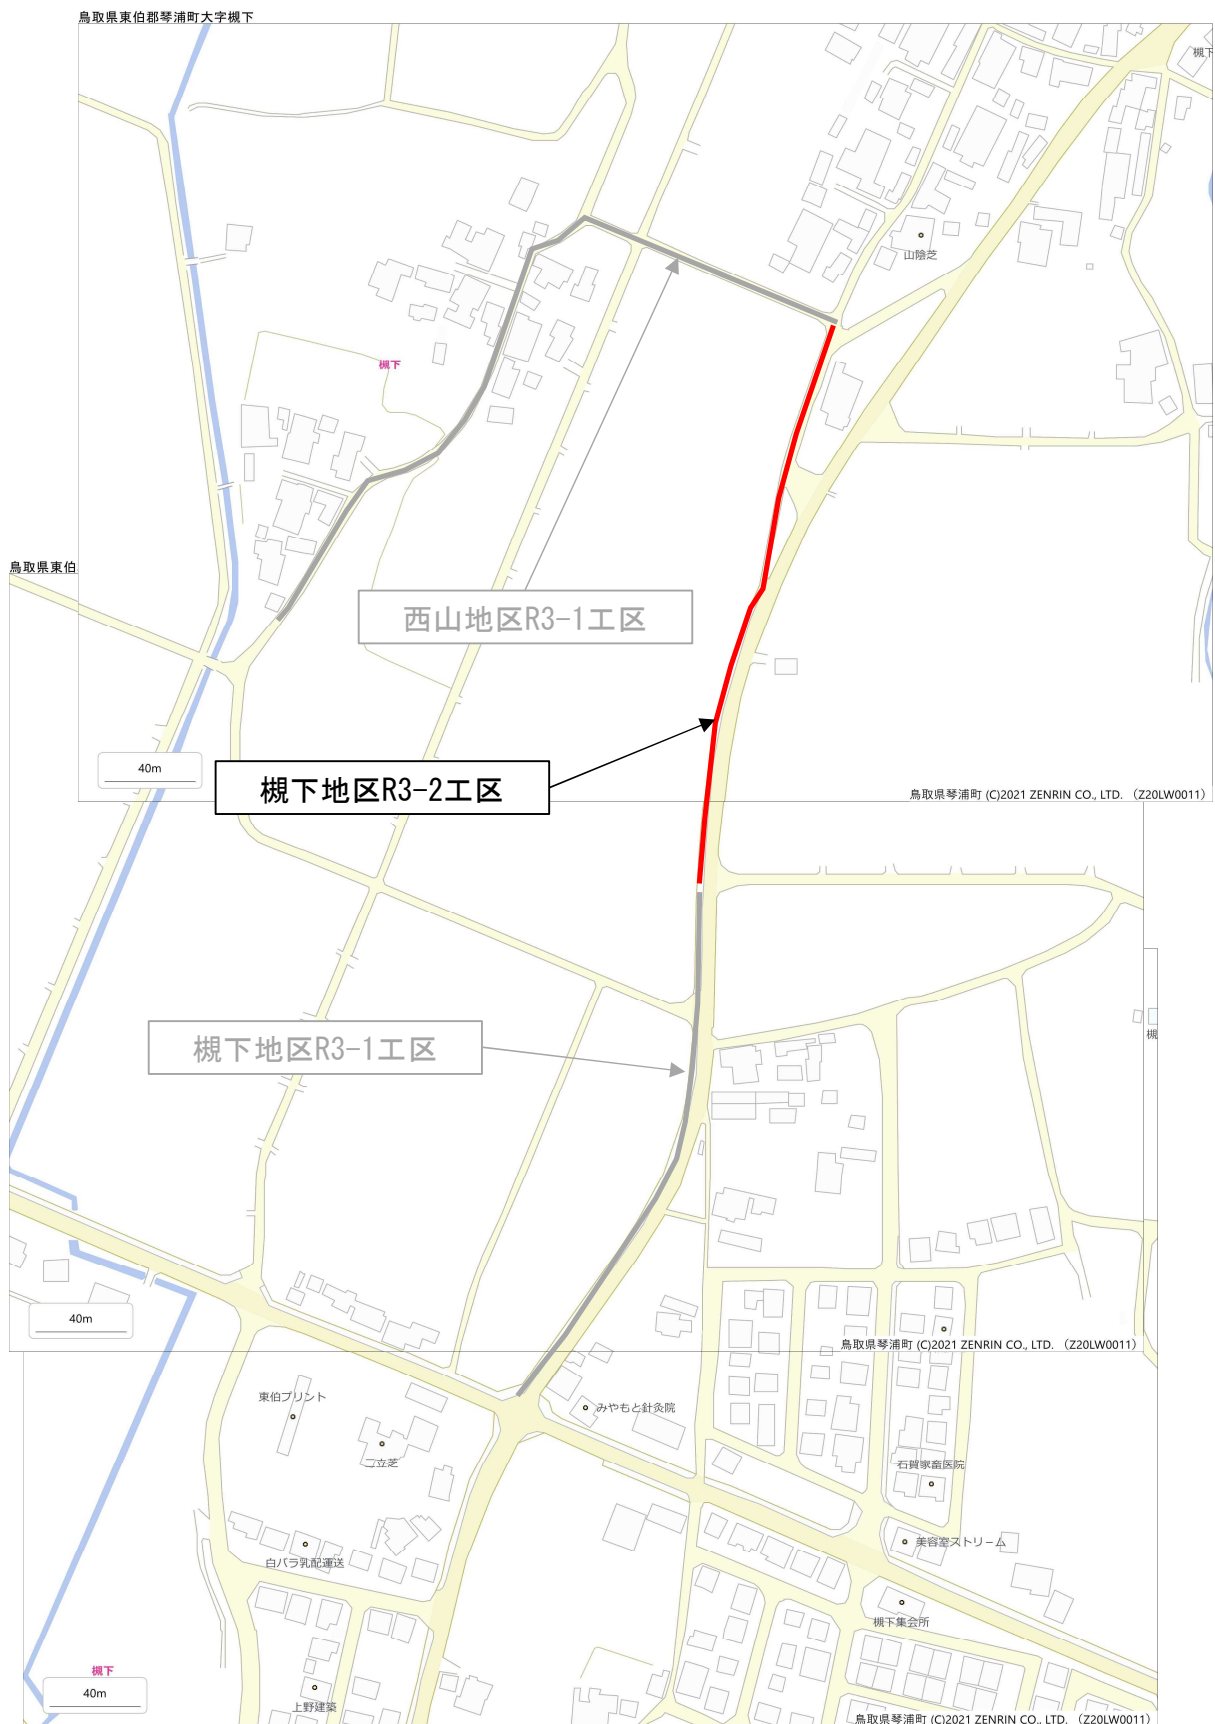 鳥取県東伯郡琴浦町大字槻下
槻下
山陰芝
槻下
鳥取県東伯
西山地区R3-1工区
40m
槻下地区R3-2工区
鳥取県琴浦町 (C)2021 ZENRIN CO., LTD. (Z20LW0011)
槻
槻下地区R3-1工区
40m
鳥取県琴浦町 (C)2021 ZENRIN CO., LTD. (Z20LW0011)
東伯プリント
みやもと針灸院
二立芝
石賀家畜医院
美容室ストリーム
白バラ乳配運送
槻下集会所
槻下
40m
上野建築
鳥取県琴浦町 (C)2021 ZENRIN CO., LTD. (Z20LW0011)